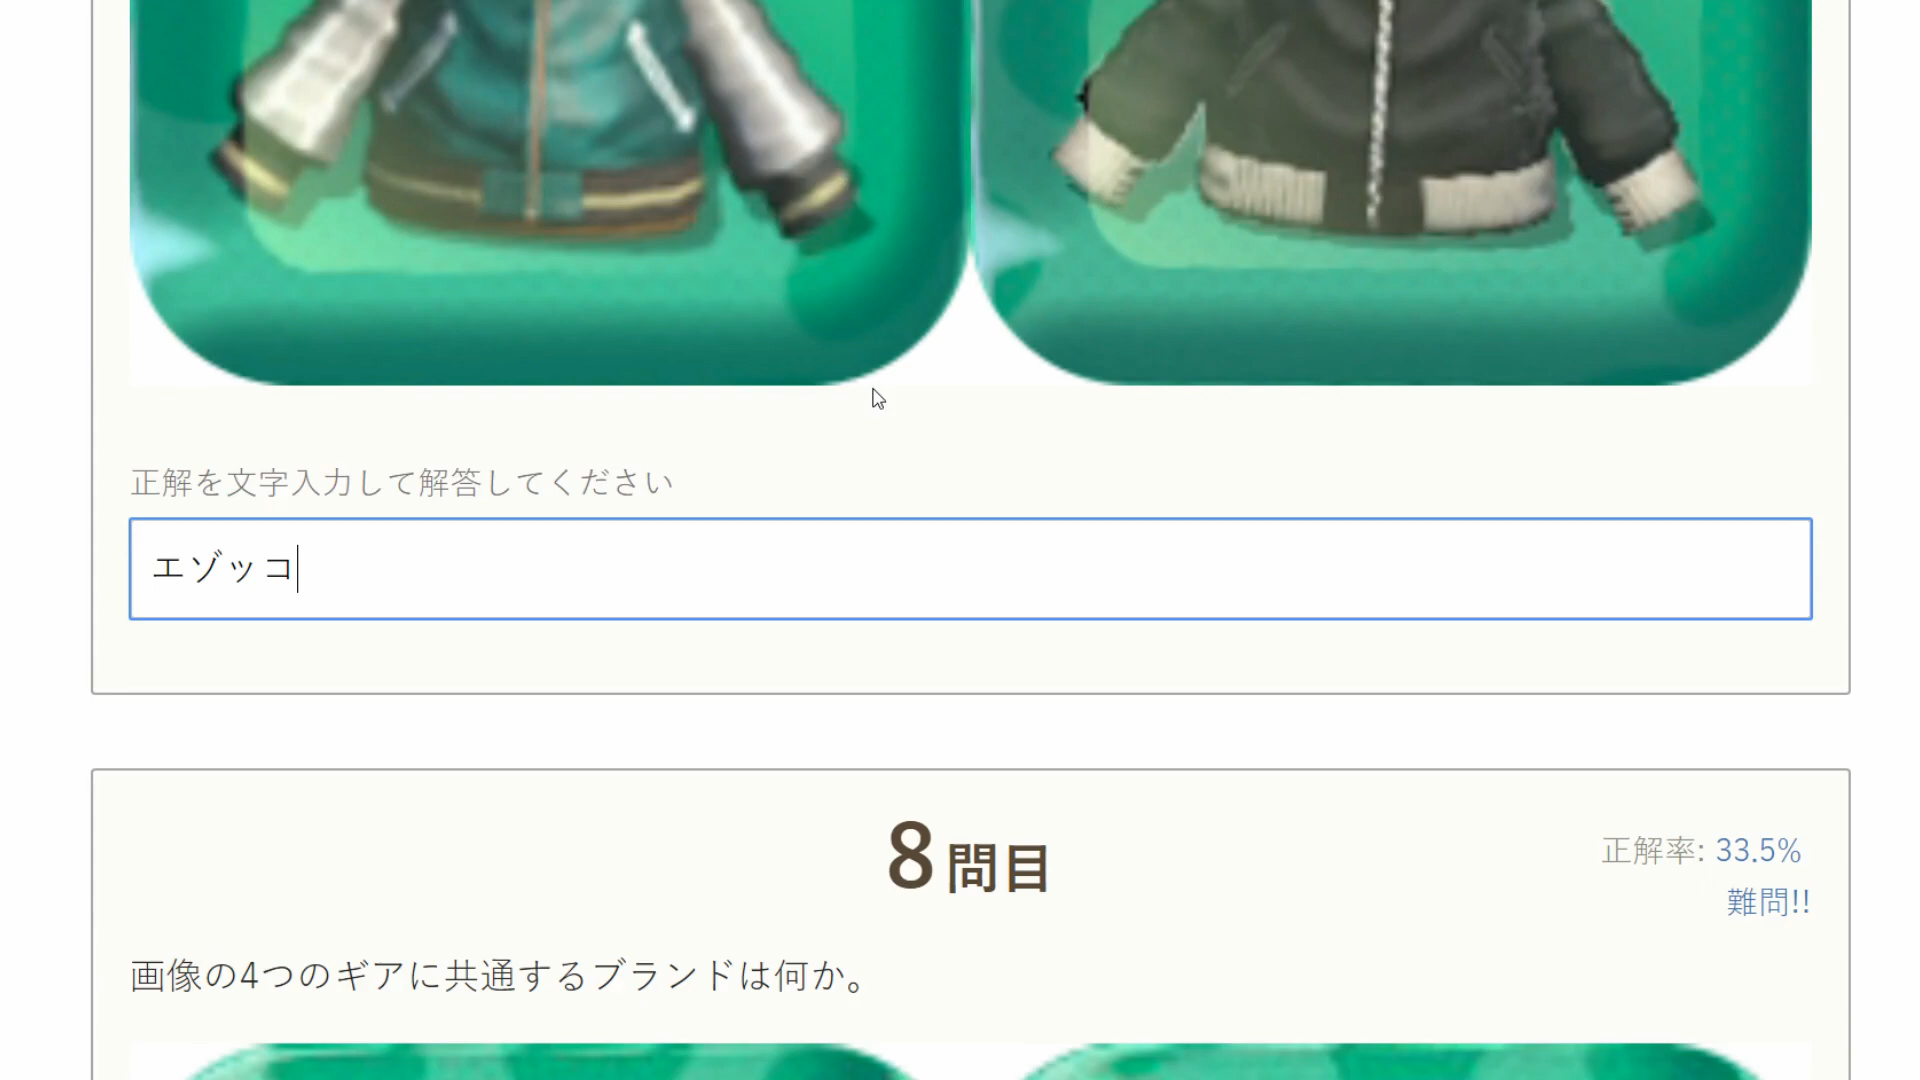 正解を文字入力して解答してください
エゾッコ
8問目
正解率: 33.5%
難問!!
画像の4つのギアに共通するブランドは何か。